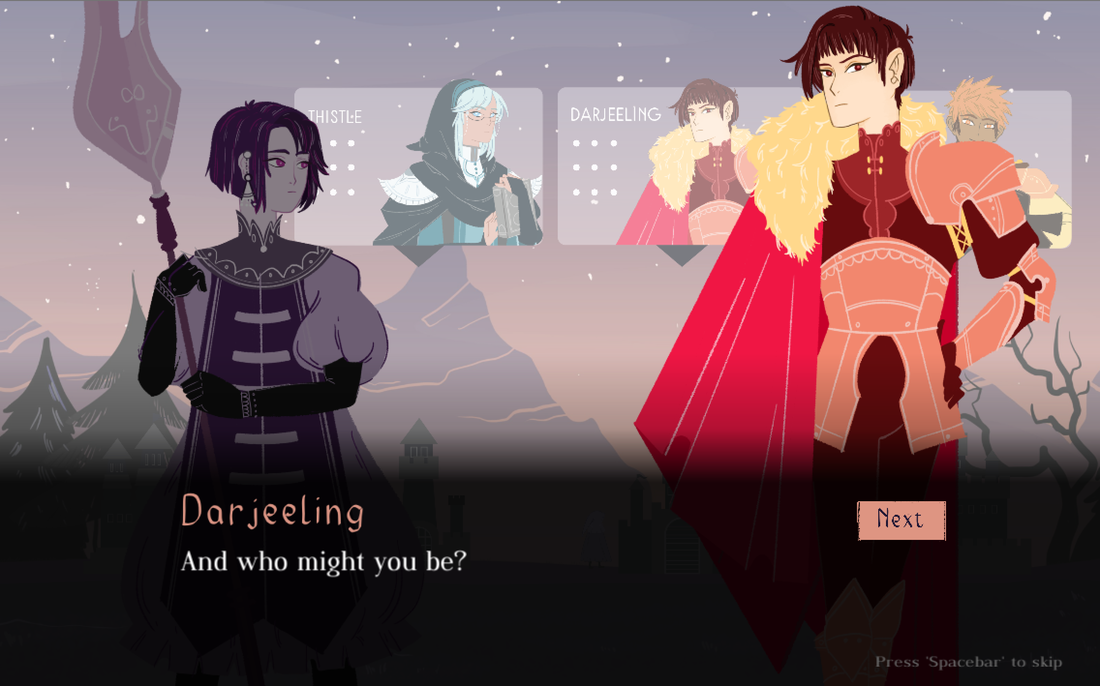 THISTLE
DARJEELING
Darjeeling
And who might you be?
Next
Press 'Spacebar' to skip